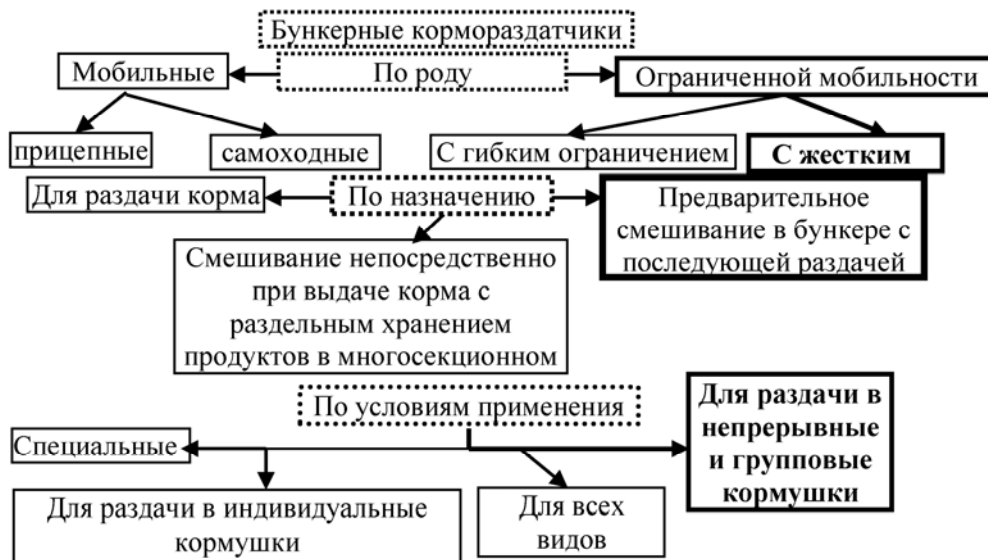 Бункерные кормораздатчики
Мобильные
По роду
Ограниченной мобильности
прицепные
самоходные
С гибким ограничением
С жестким
Для раздачи корма
По назначению
Предварительное
смешивание в бункере с
последующей раздачей
Смешивание непосредственно
при выдаче корма с
раздельным хранением
продуктов в многосекционном
По условиям применения
Для раздачи в
непрерывные
и групповые
кормушки
Специальные
Для раздачи в индивидуальные
кормушки
Для всех
видов